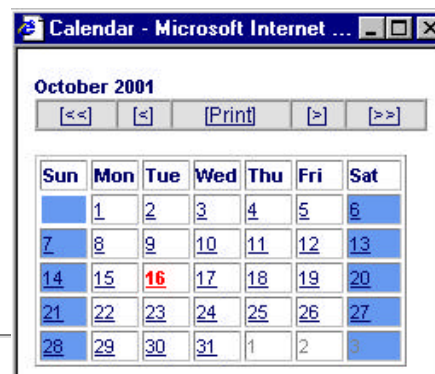 Calendar - Microsoft Internet ...
October 2001
[<<] [<] [Print] [>] [>>]
Sun Mon Tue Wed Thu Fri Sat
1 2 3 4 5 6
7 8 9 10 11 12 13
14 15 16 17 18 19 20
21 22 23 24 25 26 27
28 29 30 31 1 2 3